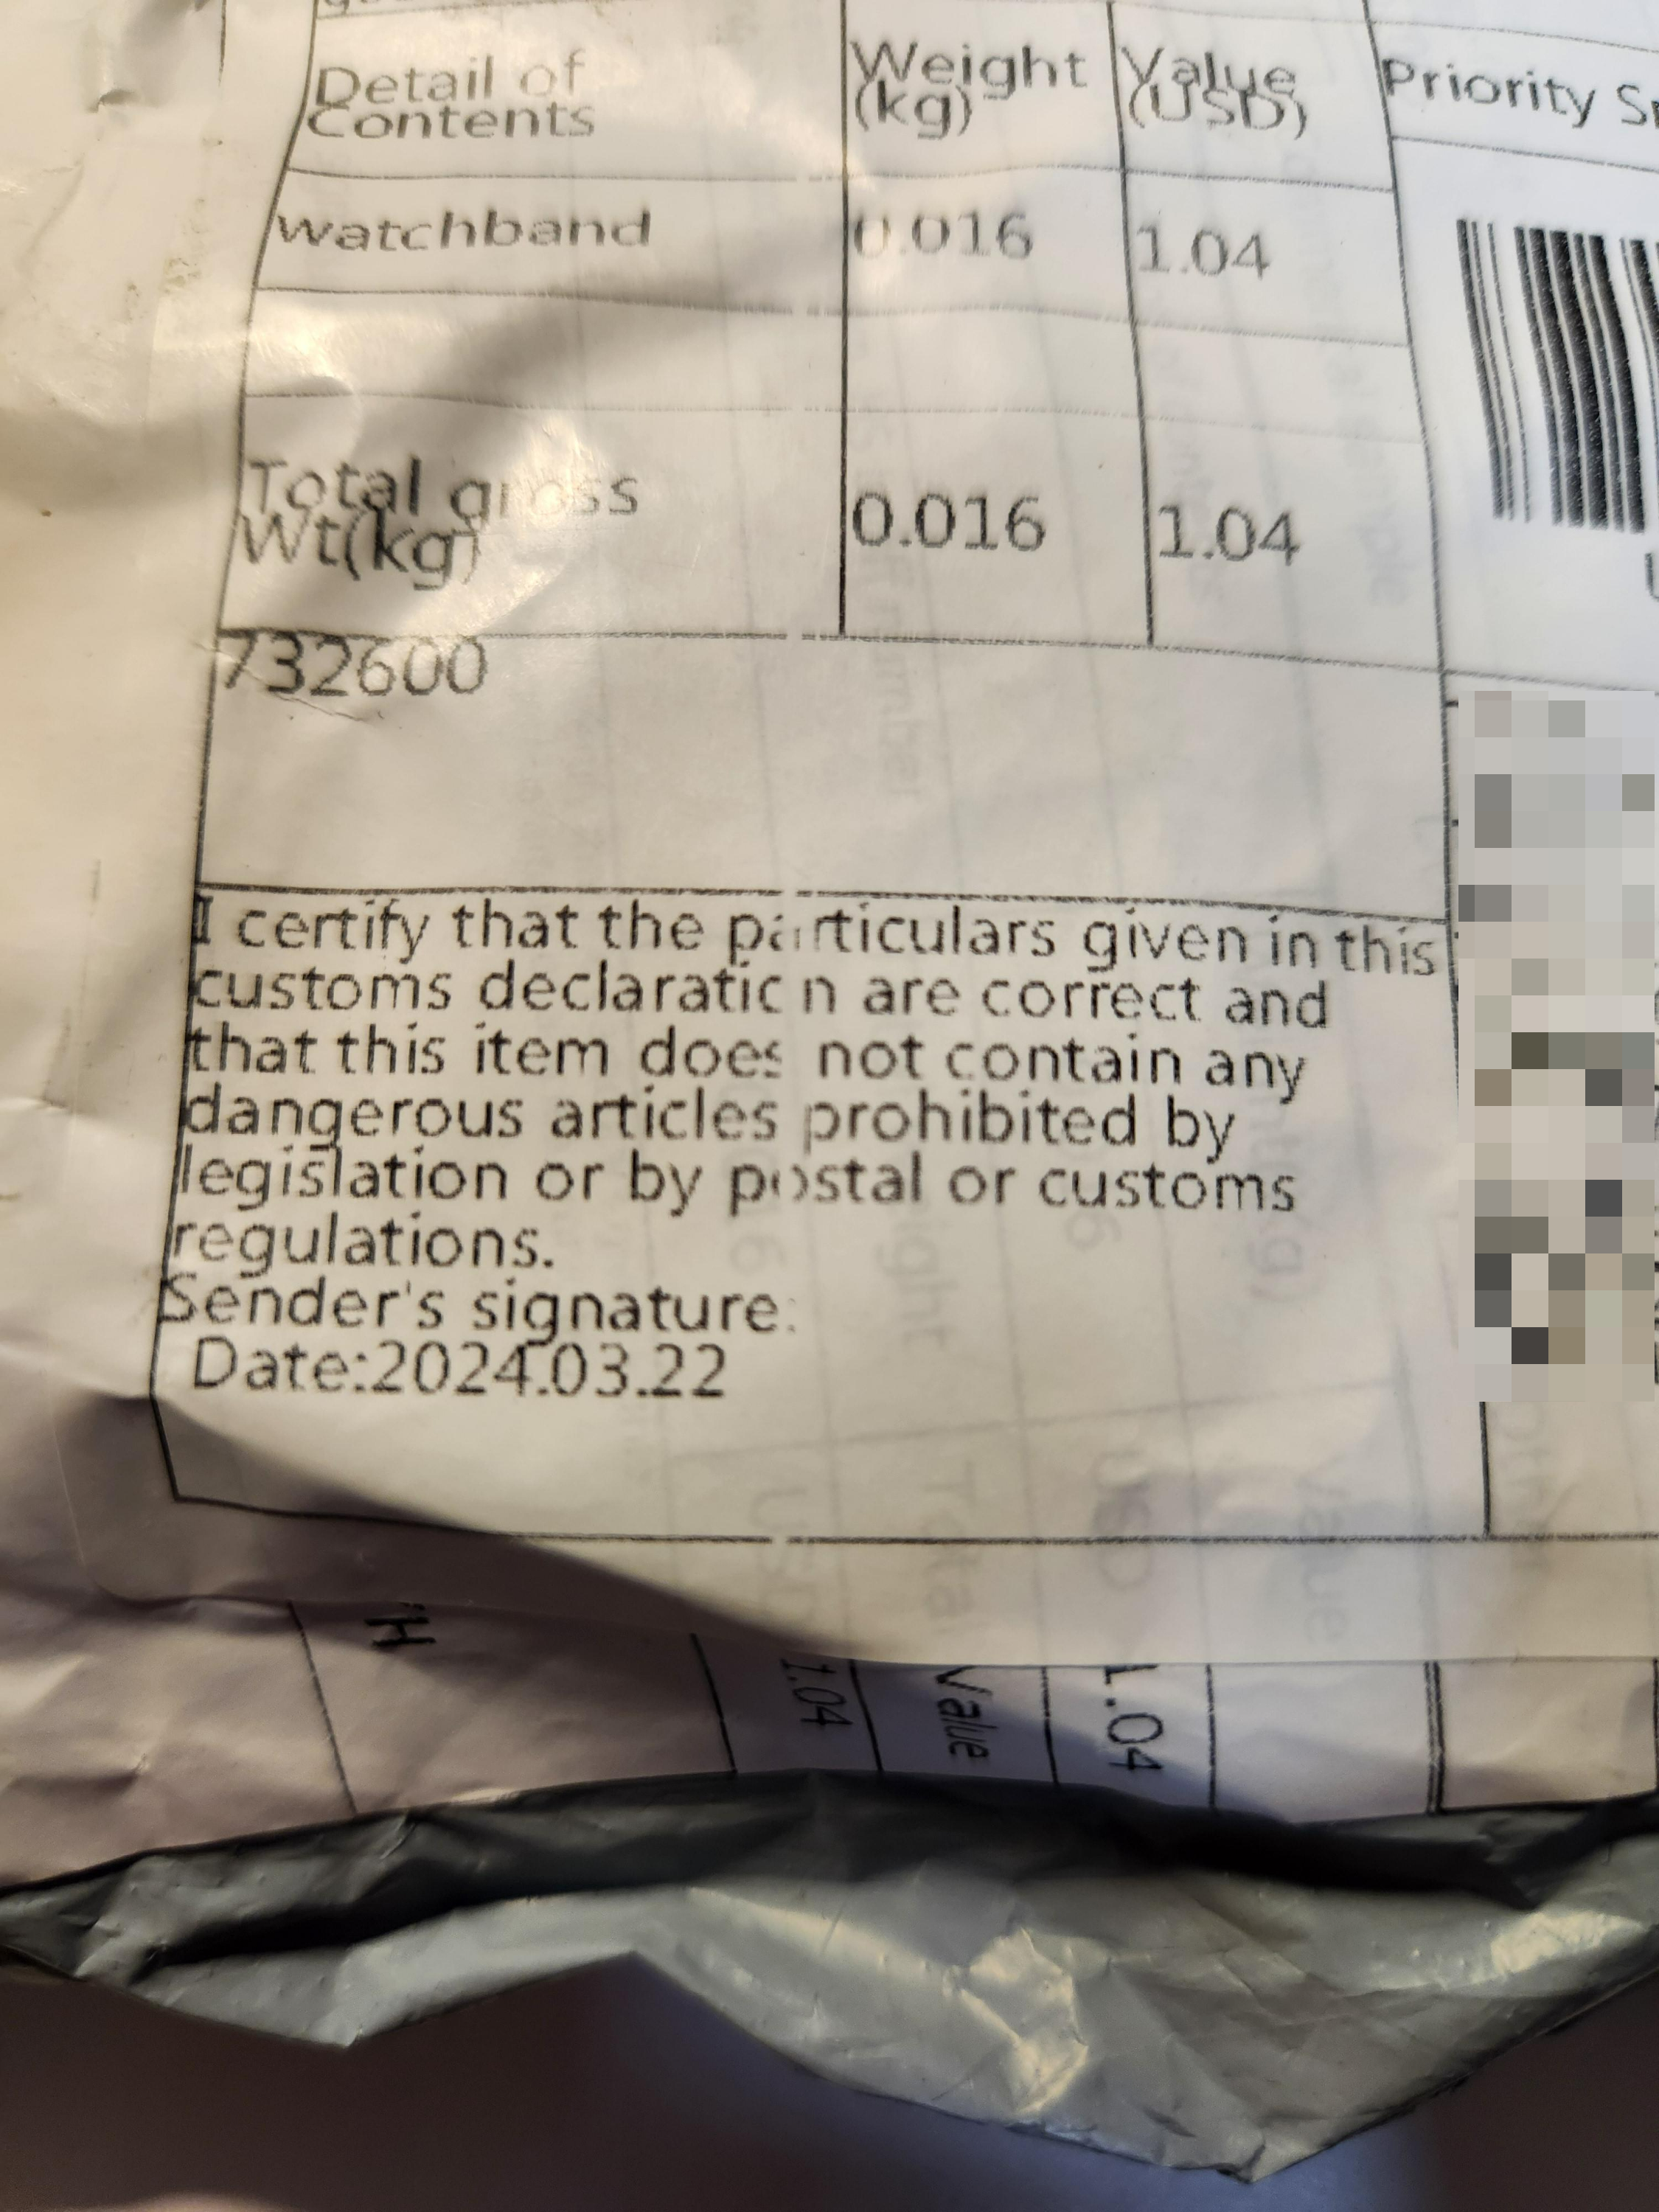 Detail of
Contents
Weight
(kg)
Value
(USD)
Priority
watchband
0.016
1.04
Total gross
Wt(kg)
0.016
1.04
732600
I certify that the particulars given in this
customs declaration are correct and
that this item does not contain any
dangerous articles prohibited by
legislation or by postal or customs
regulations.
Sender's signature:
Date:2024.03.22
H
1.04
Value
1.04